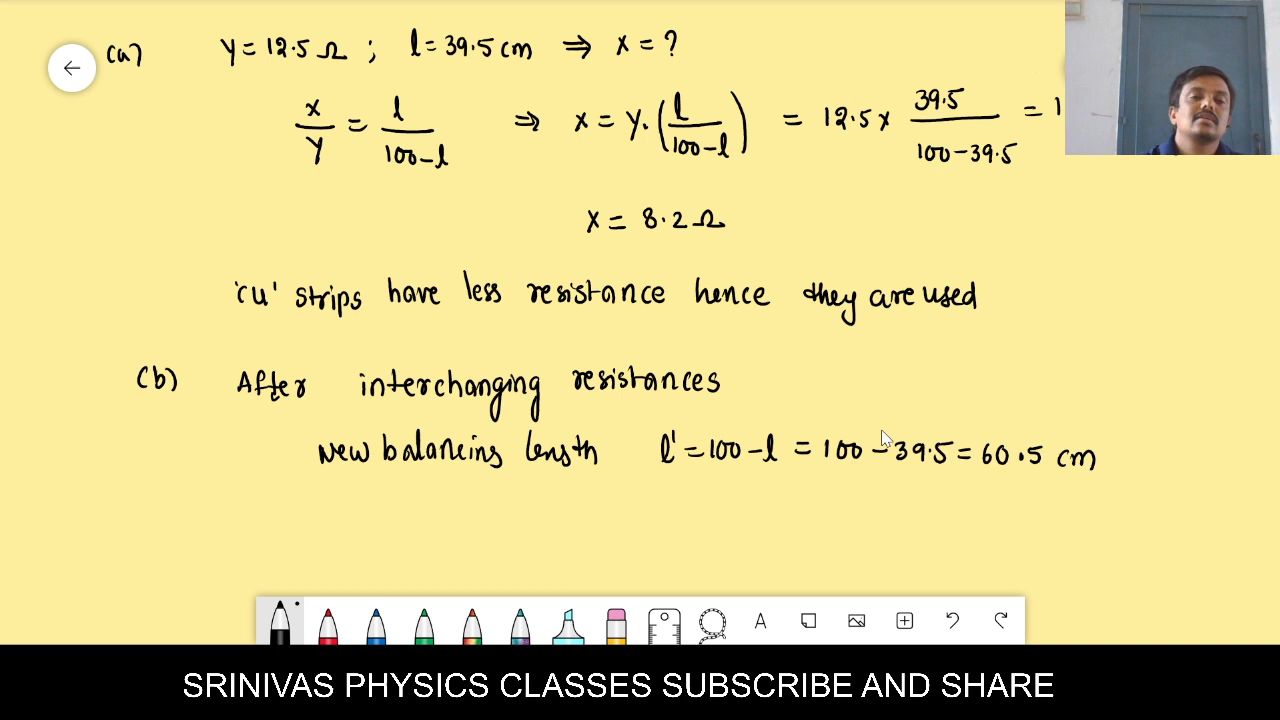 (a) Y = 12.5 Ω ; l = 39.5 cm ⇒ X = ?
X/Y = l/(100-l) ⇒ X = Y.(l/(100-l)) = 12.5 x 39.5/(100-39.5) = 1
X = 8.2 Ω
'cu' strips have less resistance hence they are used
(b) After interchanging resistances
New balancing length l' = 100 - l = 100 - 39.5 = 60.5 cm
A
SRINIVAS PHYSICS CLASSES SUBSCRIBE AND SHARE